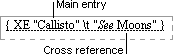 Main entry
{ XE "Callisto" \t "See Moons" }
Cross reference